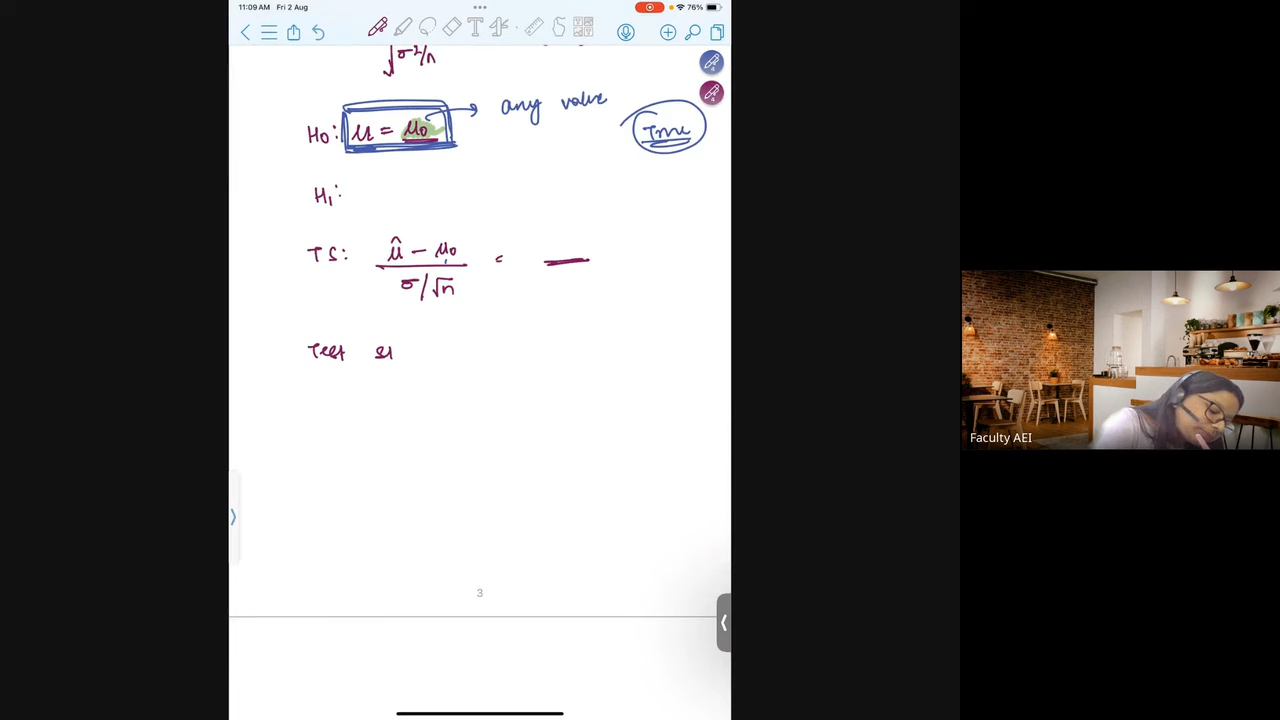 11:09 AM Fri 2 Aug
76%
√σ²/n
H0: μ = μ0 → any value
True
H1:
TS: μ̂ - μ0 / σ/√n =
Test st
3
Faculty AEI